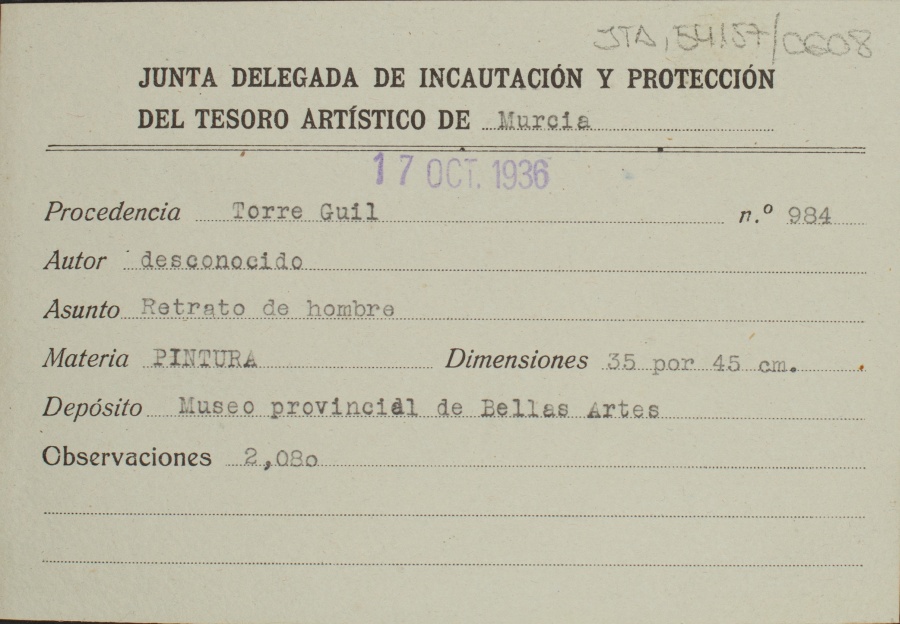 JTA, 54157/0608
JUNTA DELEGADA DE INCAUTACIÓN Y PROTECCIÓN
DEL TESORO ARTÍSTICO DE Murcia
17 OCT. 1936
Procedencia Torre Guil n.º 984
Autor desconocido
Asunto Retrato de hombre
Materia PINTURA Dimensiones 35 por 45 cm.
Depósito Museo provincial de Bellas Artes
Observaciones 2,080